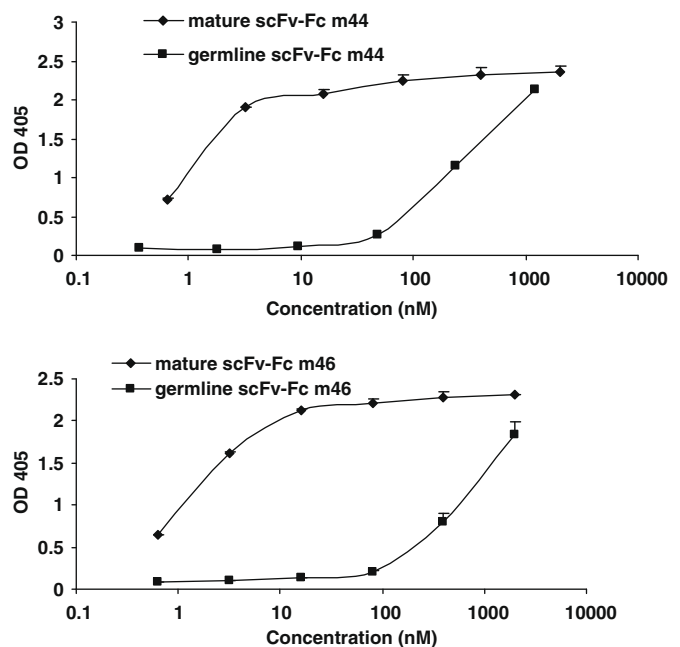 mature scFv-Fc m44
germline scFv-Fc m44
3
2.5
2
1.5
1
0.5
0
OD 405
0.1 1 10 100 1000 10000
Concentration (nM)
mature scFv-Fc m46
germline scFv-Fc m46
2.5
2
1.5
1
0.5
0
OD 405
0.1 1 10 100 1000 10000
Concentration (nM)